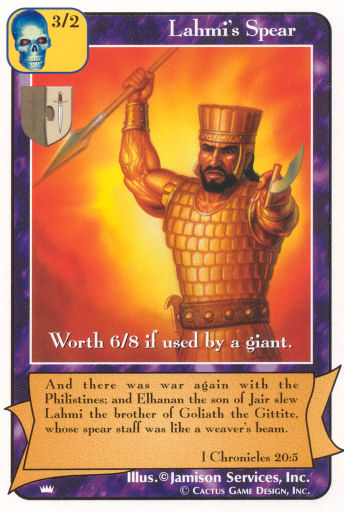 3/2
Lahmi's Spear
Worth 6/8 if used by a giant.
And there was war again with the
Philistines; and Elhanan the son of Jair slew
Lahmi the brother of Goliath the Gittite,
whose spear staff was like a weaver's beam.
I Chronicles 20:5
Illus.©Jamison Services, Inc.
© Cactus Game Design, Inc.